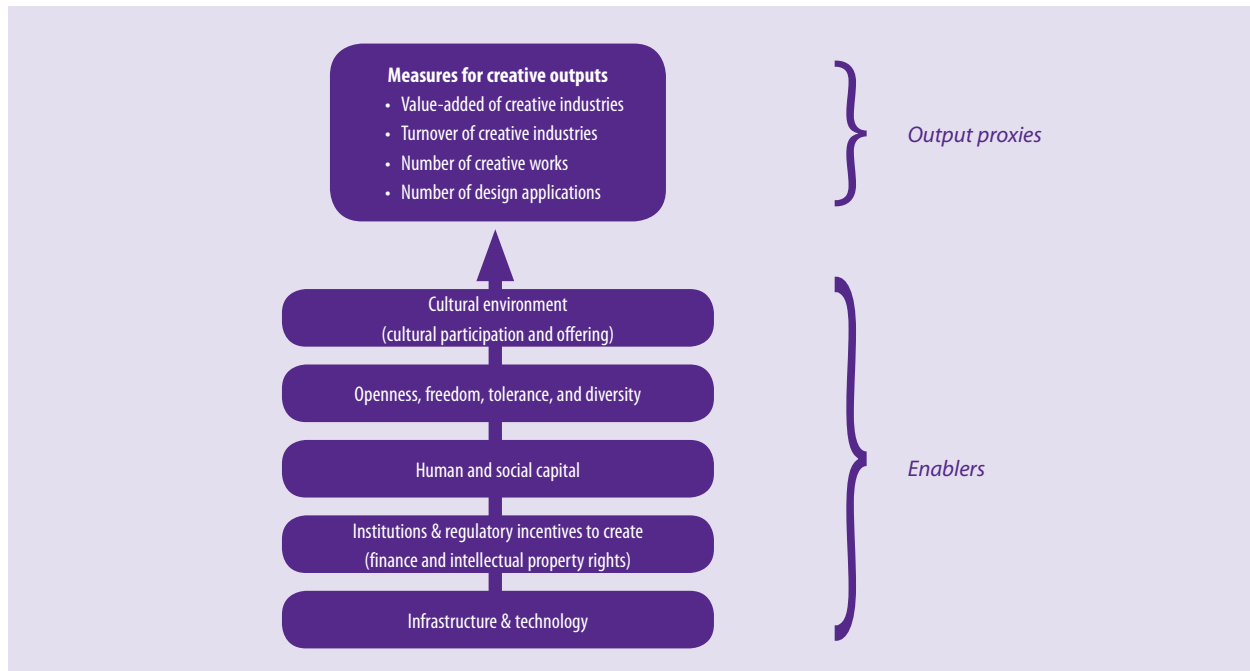 Measures for creative outputs
• Value-added of creative industries
• Turnover of creative industries
• Number of creative works
• Number of design applications
Output proxies
Cultural environment
(cultural participation and offering)
Openness, freedom, tolerance, and diversity
Human and social capital
Enablers
Institutions & regulatory incentives to create
(finance and intellectual property rights)
Infrastructure & technology